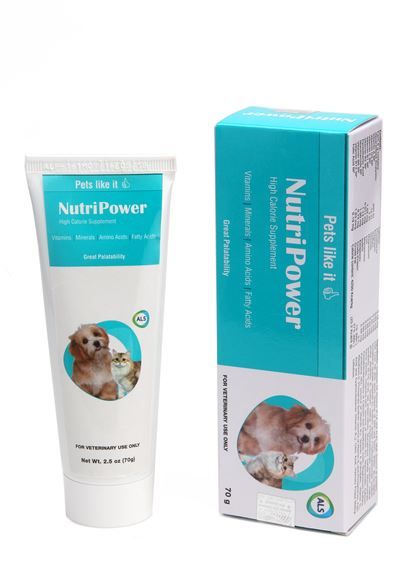 Pets like it
NutriPower
High Calorie Supplement
Vitamins | Minerals | Amino Acids | Fatty Acids
Great Palatability
ALS
FOR VETERINARY USE ONLY
Net Wt. 2.5 oz (70g)
NutriPower
Pets like it
NutriPower
High Calorie Supplement
Vitamins | Minerals | Amino Acids | Fatty Acids
Great Palatability
FOR VETERINARY USE ONLY
70 g
ALS